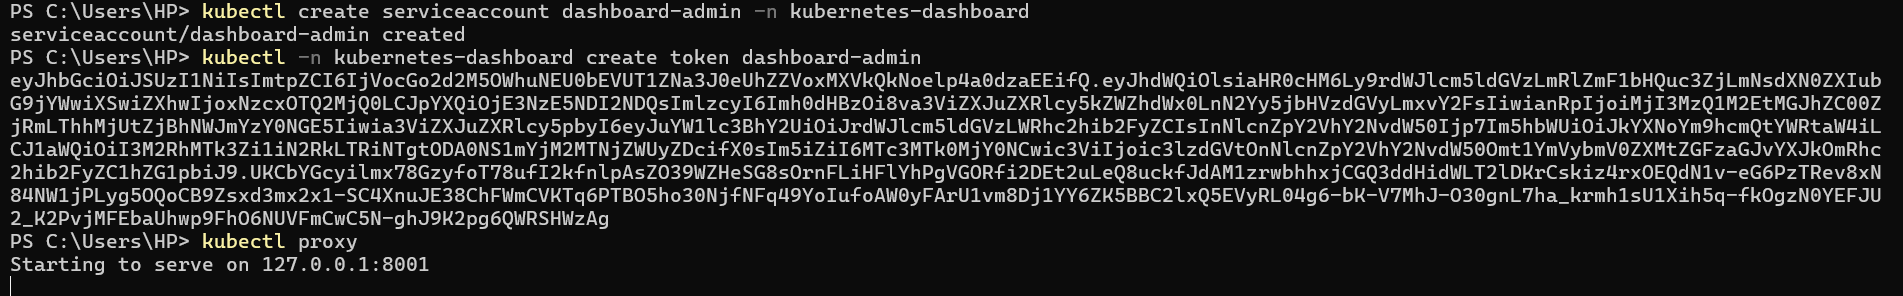 PS C:\Users\HP> kubectl create serviceaccount dashboard-admin -n kubernetes-dashboard
serviceaccount/dashboard-admin created
PS C:\Users\HP> kubectl -n kubernetes-dashboard create token dashboard-admin
eyJhbGciOiJSUzI1NiIsImtpZCI6IjVocGo2d2M5OWhuNEU0bEVUT1ZNa3J0eUhZZVoxMXVkQkNoelp4a0dzaEEifQ.eyJhdWQiOlsiaHR0cHM6Ly9rdWJlcm5ldGVzLmRlZmF1bHQuc3ZjLmNsdXN0ZXIub
G9jYWwiXSwiZXhwIjoxNzcxOTQ2MjQ0LCJpYXQiOjE3NzE5NDI2NDQsImlzcyI6Imh0dHBzOi8va3ViZXJuZXRlcy5kZWZhdWx0LnN2Yy5jbHVzdGVyLmxvY2FsIiwianRpIjoiMjI3MzQ1M2EtMGJhZC00Z
jRmLThhMjUtZjBhNWJmYzY0NGE5Iiwia3ViZXJuZXRlcy5pbyI6eyJuYW1lc3BhY2UiOiJrdWJlcm5ldGVzLWRhc2hib2FyZCIsInNlcnZpY2VhY2NvdW50Ijp7Im5hbWUiOiJkYXNoYm9hcmQtYWRtaW4iL
CJ1aWQiOiI3M2RhMTk3Zi1iN2RkLTRiNTgtODA0NS1mYjM2MTNjZWUyZDcifX0sIm5iZiI6MTc3MTk0MjY0NCwic3ViIjoic3lzdGVtOnNlcnZpY2VhY2NvdW50Omt1YmVybmV0ZXMtZGFzaGJvYXJkOmRhc
2hib2FyZC1hZG1pbiJ9.UKCbYGcyilmx78GzyfoT78ufI2kfnlpAsZO39WZHeSG8sOrnFLiHFlYhPgVGORfi2DEt2uLeQ8uckfJdAM1zrwbhhxjCGQ3ddHidWLT2lDKrCskiz4rxOEQdN1v-eG6PzTRev8xN
84NW1jPLyg5OQoCB9Zsxd3mx2x1-SC4XnuJE38ChFWmCVKTq6PTBO5ho30NjfNFq49YoIufoAW0yFArU1vm8Dj1YY6ZK5BBC2lxQ5EVyRL04g6-bK-V7MhJ-O30gnL7ha_krmh1sU1Xih5q-fkOgzN0YEFJU
2_K2PvjMFEbaUhwp9FhO6NUVFmCwC5N-ghJ9K2pg6QWRSHWzAg
PS C:\Users\HP> kubectl proxy
Starting to serve on 127.0.0.1:8001